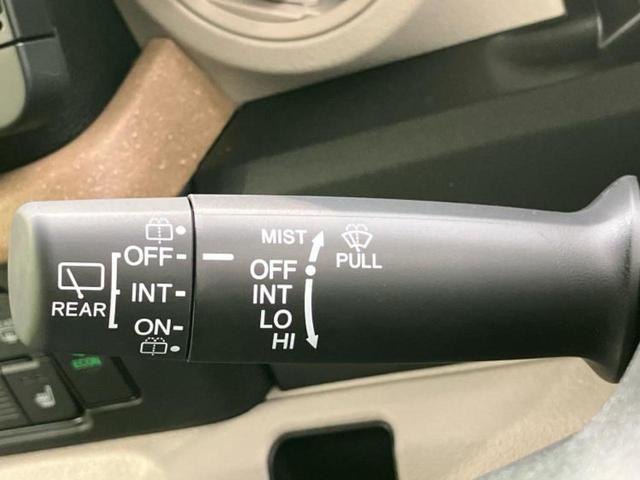 REAR
OFF
INT
ON
MIST
OFF
INT
LO
HI
PULL
ECON